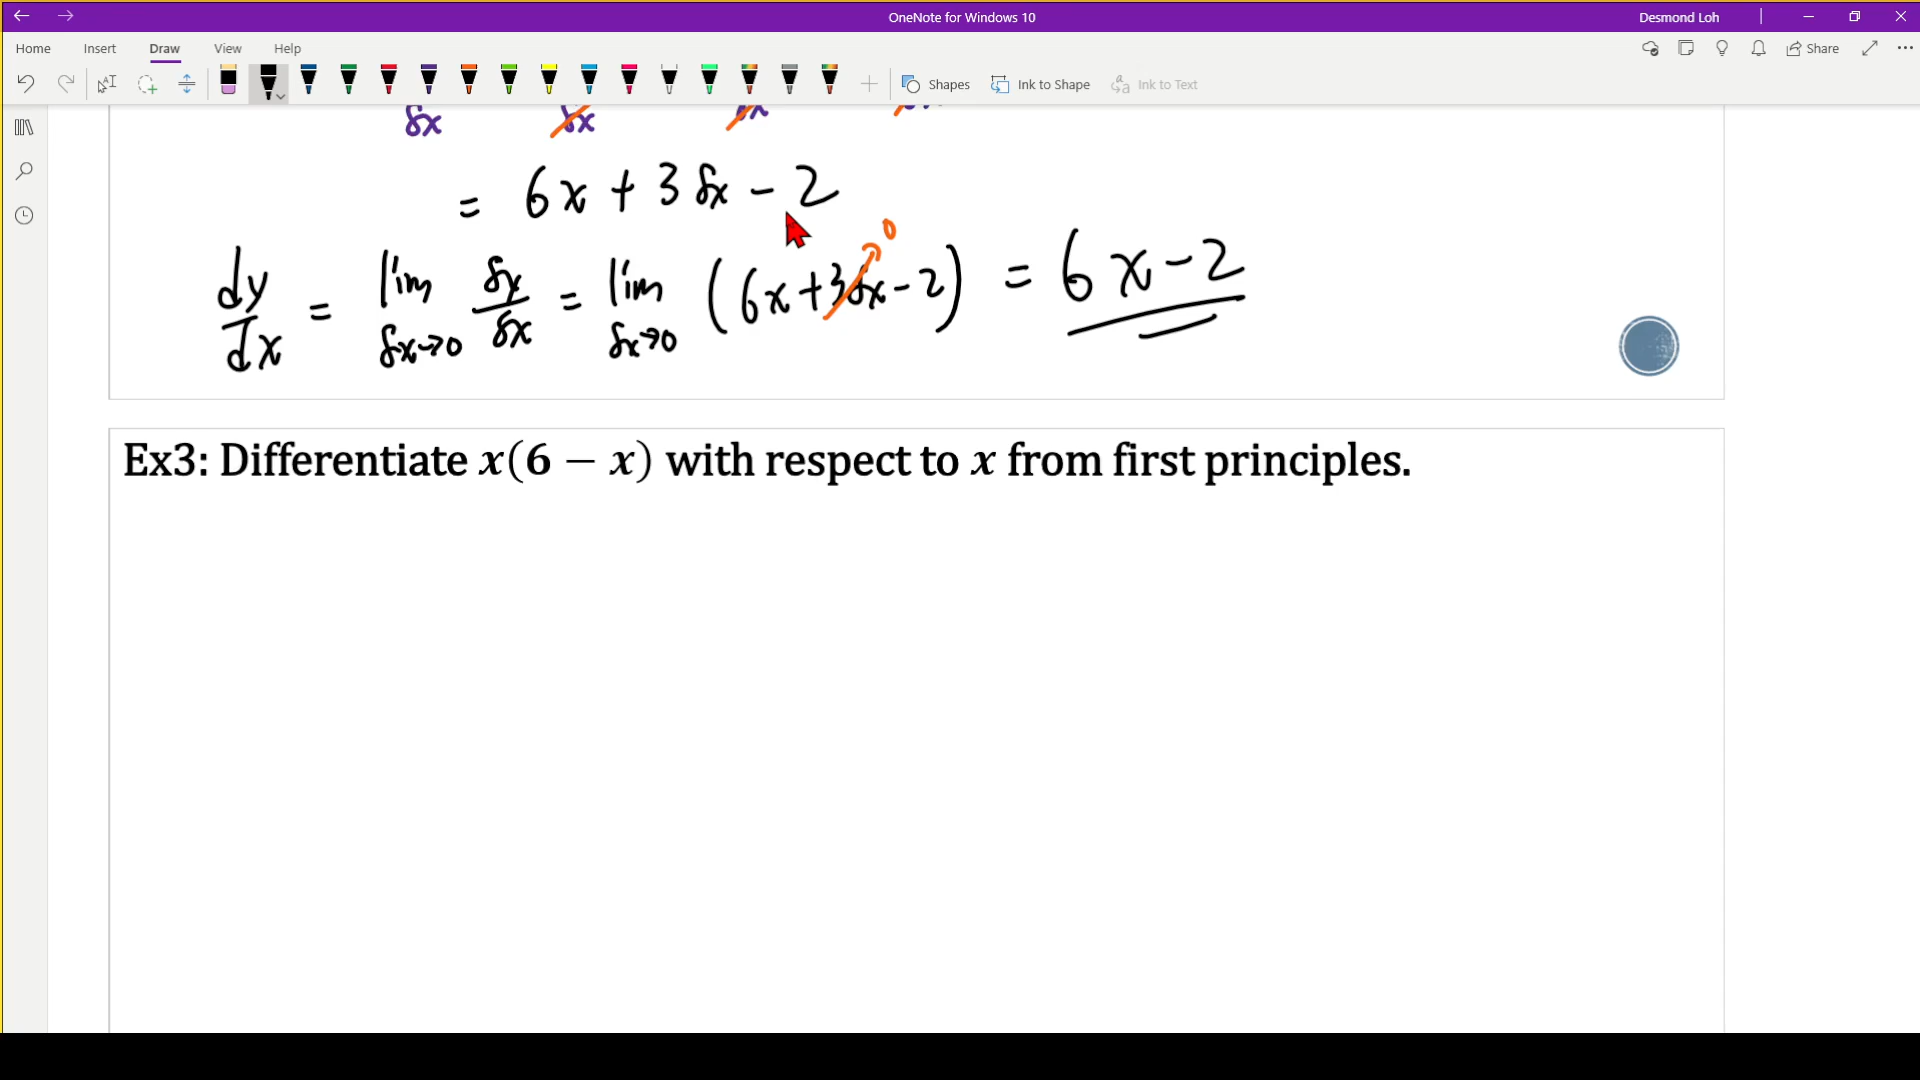 OneNote for Windows 10
Desmond Loh
Home Insert Draw View Help
Share
Shapes Ink to Shape Ink to Text
δx δx δx
= 6x + 3δx − 2
dy/dx = lim δx→0 δy/δx = lim δx→0 (6x + 3δx − 2) = 6x − 2
0
Ex3: Differentiate x(6 − x) with respect to x from first principles.